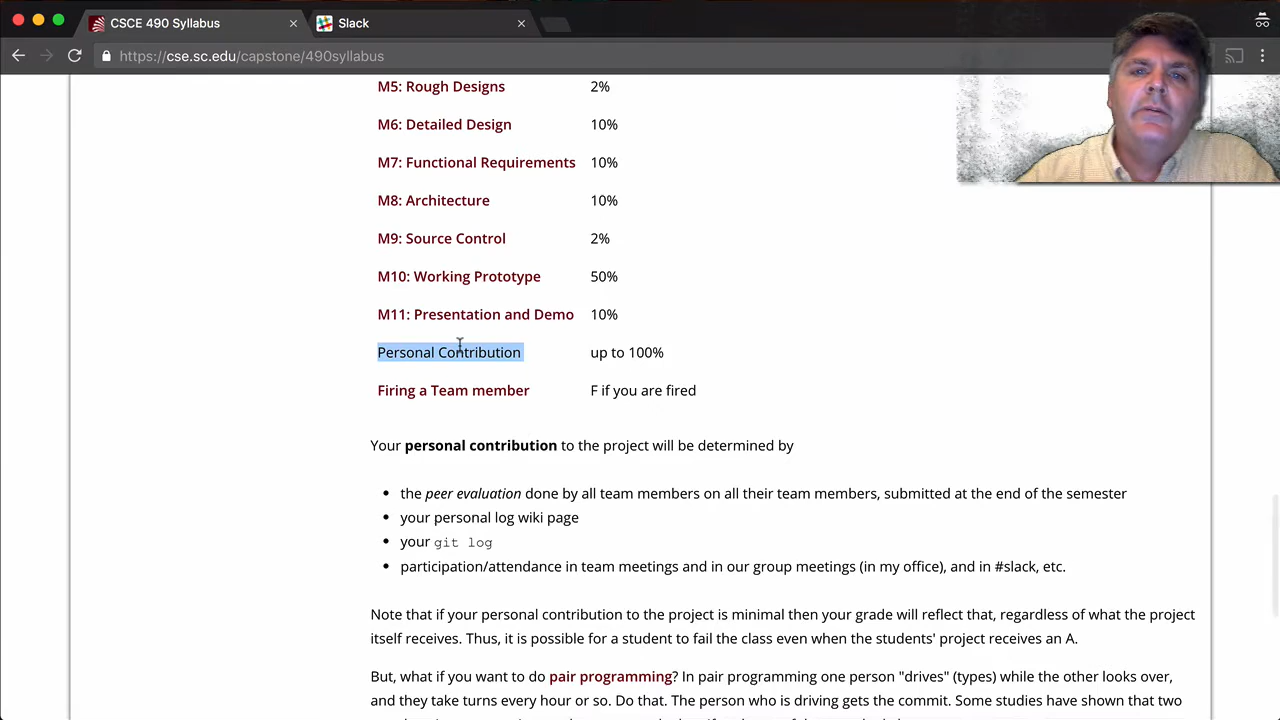 CSCE 490 Syllabus
Slack
https://cse.sc.edu/capstone/490syllabus
M5: Rough Designs 2%
M6: Detailed Design 10%
M7: Functional Requirements 10%
M8: Architecture 10%
M9: Source Control 2%
M10: Working Prototype 50%
M11: Presentation and Demo 10%
Personal Contribution up to 100%
Firing a Team member F if you are fired
Your personal contribution to the project will be determined by
the peer evaluation done by all team members on all their team members, submitted at the end of the semester
your personal log wiki page
your git log
participation/attendance in team meetings and in our group meetings (in my office), and in #slack, etc.
Note that if your personal contribution to the project is minimal then your grade will reflect that, regardless of what the project
itself receives. Thus, it is possible for a student to fail the class even when the students' project receives an A.
But, what if you want to do pair programming? In pair programming one person "drives" (types) while the other looks over,
and they take turns every hour or so. Do that. The person who is driving gets the commit. Some studies have shown that two